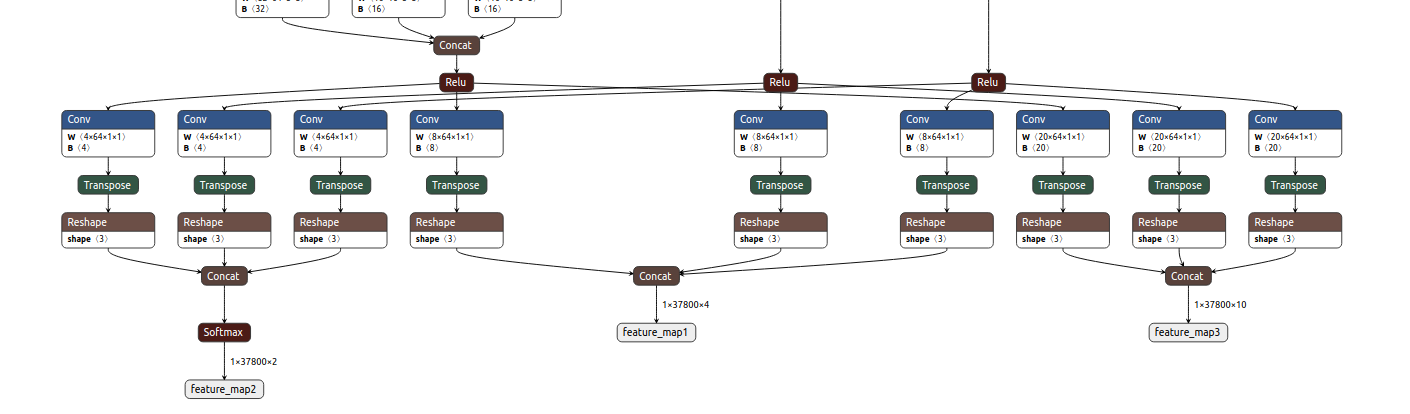 B ⟨32⟩
B ⟨16⟩
B ⟨16⟩
Concat
Relu
Relu
Relu
Conv
W ⟨4×64×1×1⟩
B ⟨4⟩
Conv
W ⟨4×64×1×1⟩
B ⟨4⟩
Conv
W ⟨4×64×1×1⟩
B ⟨4⟩
Conv
W ⟨8×64×1×1⟩
B ⟨8⟩
Conv
W ⟨8×64×1×1⟩
B ⟨8⟩
Conv
W ⟨8×64×1×1⟩
B ⟨8⟩
Conv
W ⟨20×64×1×1⟩
B ⟨20⟩
Conv
W ⟨20×64×1×1⟩
B ⟨20⟩
Conv
W ⟨20×64×1×1⟩
B ⟨20⟩
Transpose
Transpose
Transpose
Transpose
Transpose
Transpose
Transpose
Transpose
Transpose
Reshape
shape ⟨3⟩
Reshape
shape ⟨3⟩
Reshape
shape ⟨3⟩
Reshape
shape ⟨3⟩
Reshape
shape ⟨3⟩
Reshape
shape ⟨3⟩
Reshape
shape ⟨3⟩
Reshape
shape ⟨3⟩
Reshape
shape ⟨3⟩
Concat
Concat
Concat
1×37800×4
1×37800×10
Softmax
feature_map1
feature_map3
1×37800×2
feature_map2